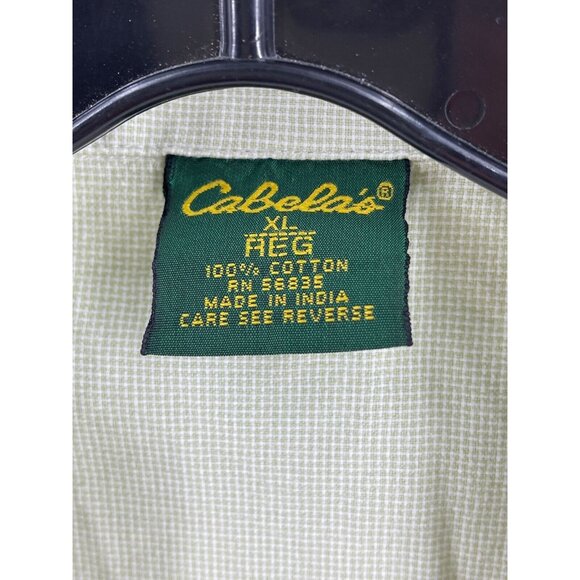 Cabela's®
XL
REG
100% COTTON
RN 56835
MADE IN INDIA
CARE SEE REVERSE